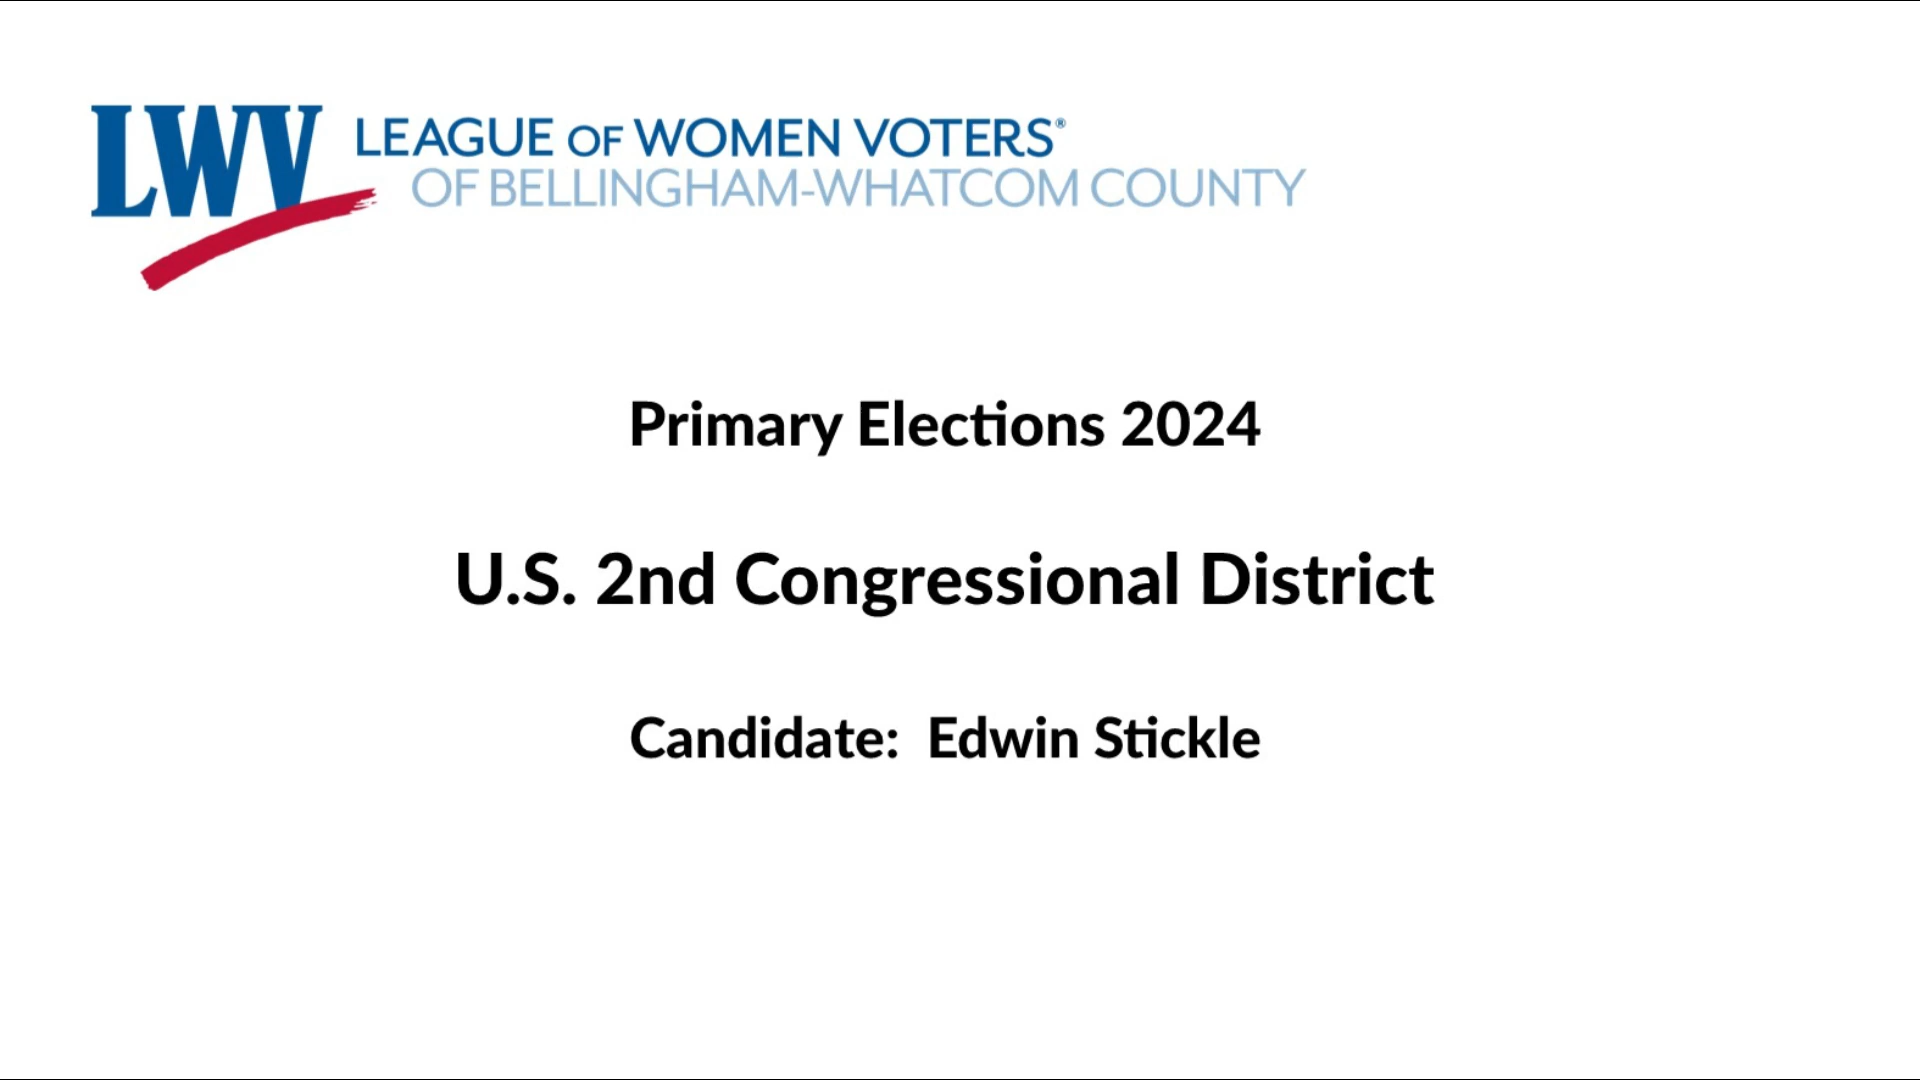 LWV LEAGUE OF WOMEN VOTERS®
OF BELLINGHAM-WHATCOM COUNTY
Primary Elections 2024
U.S. 2nd Congressional District
Candidate:  Edwin Stickle